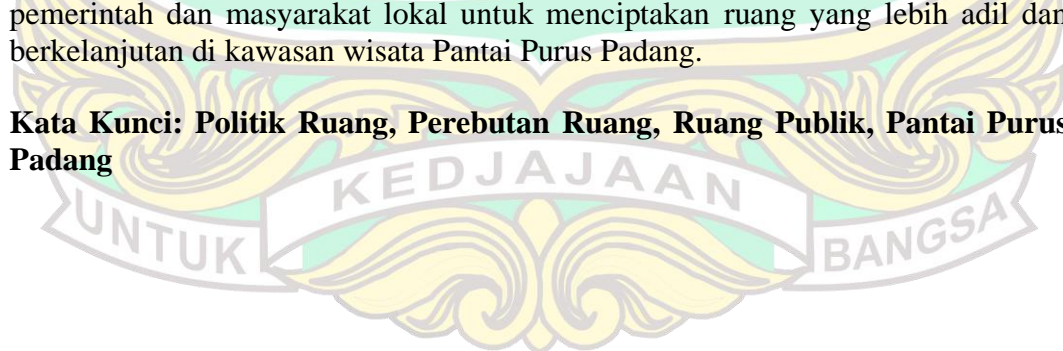 pemerintah dan masyarakat lokal untuk menciptakan ruang yang lebih adil dan
berkelanjutan di kawasan wisata Pantai Purus Padang.
Kata Kunci: Politik Ruang, Perebutan Ruang, Ruang Publik, Pantai Purus
Padang
UNTUK KEDJAJAAN BANGSA